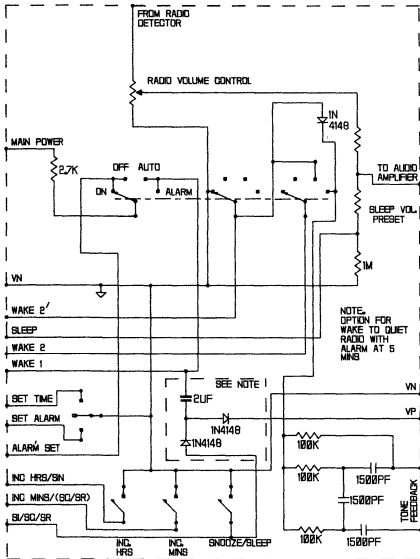 FROM RADIO
DETECTOR
RADIO VOLUME CONTROL
1N
4148
MAIN POWER
2.7K
OFF AUTO
ON
ALARM
TO AUDIO
AMPLIFIER
SLEEP VOL.
PRESET
1M
VN
WAKE 2'
SLEEP
WAKE 2
WAKE 1
NOTE.
OPTION FOR
WAKE TO QUIET
RADIO WITH
ALARM AT 5
MINS
SEE NOTE
VN
2UF
1N4148
VP
1N4148
SET TIME
SET ALARM
ALARM SET
100K
100K
1500PF
1500PF
100K
1500PF
TONE
FEEDBACK
INC HRS/SIN
INC MINS/(SQ/SR)
SI/SQ/SR
INC.
HRS
INC.
MINS
SNOOZE/SLEEP